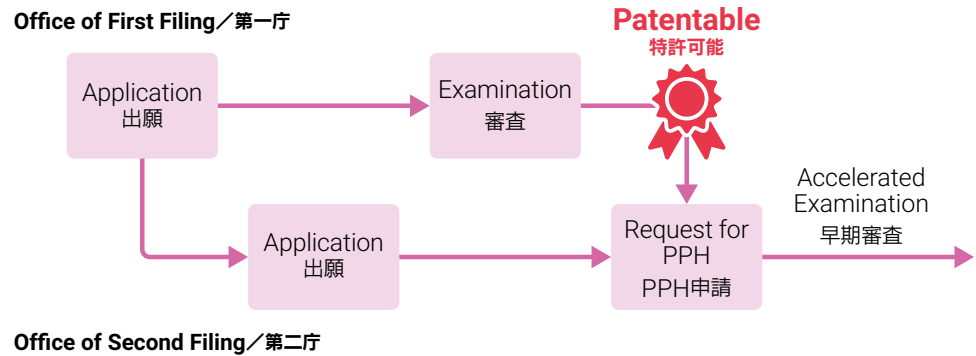 Office of First Filing／第一庁
Patentable
特許可能
Application
出願
Examination
審査
Application
出願
Request for
PPH
PPH申請
Accelerated
Examination
早期審査
Office of Second Filing／第二庁